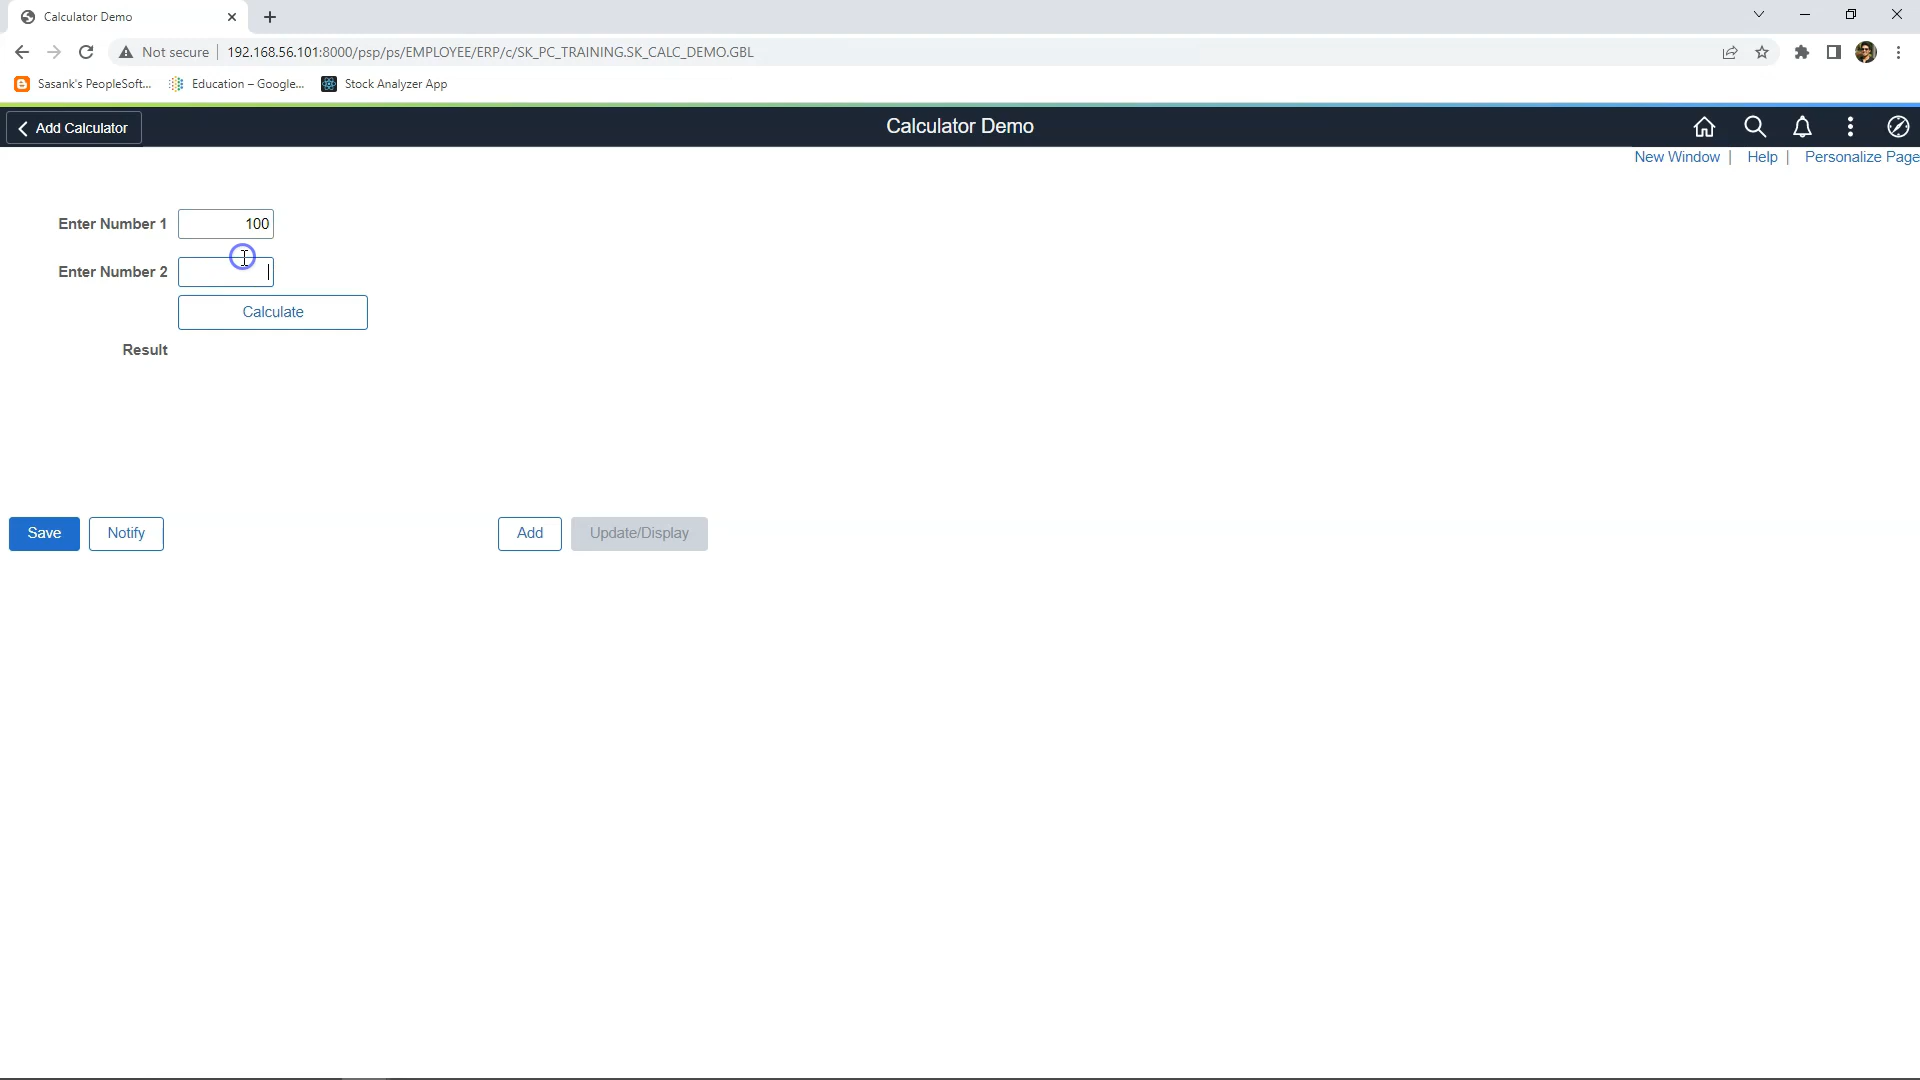 Calculator Demo
Not secure
192.168.56.101:8000/psp/ps/EMPLOYEE/ERP/c/SK_PC_TRAINING.SK_CALC_DEMO.GBL
Sasank's PeopleSoft... Education – Google... Stock Analyzer App
Add Calculator Calculator Demo
New Window | Help | Personalize Page
Enter Number 1 100
Enter Number 2
Calculate
Result
Save Notify Add Update/Display